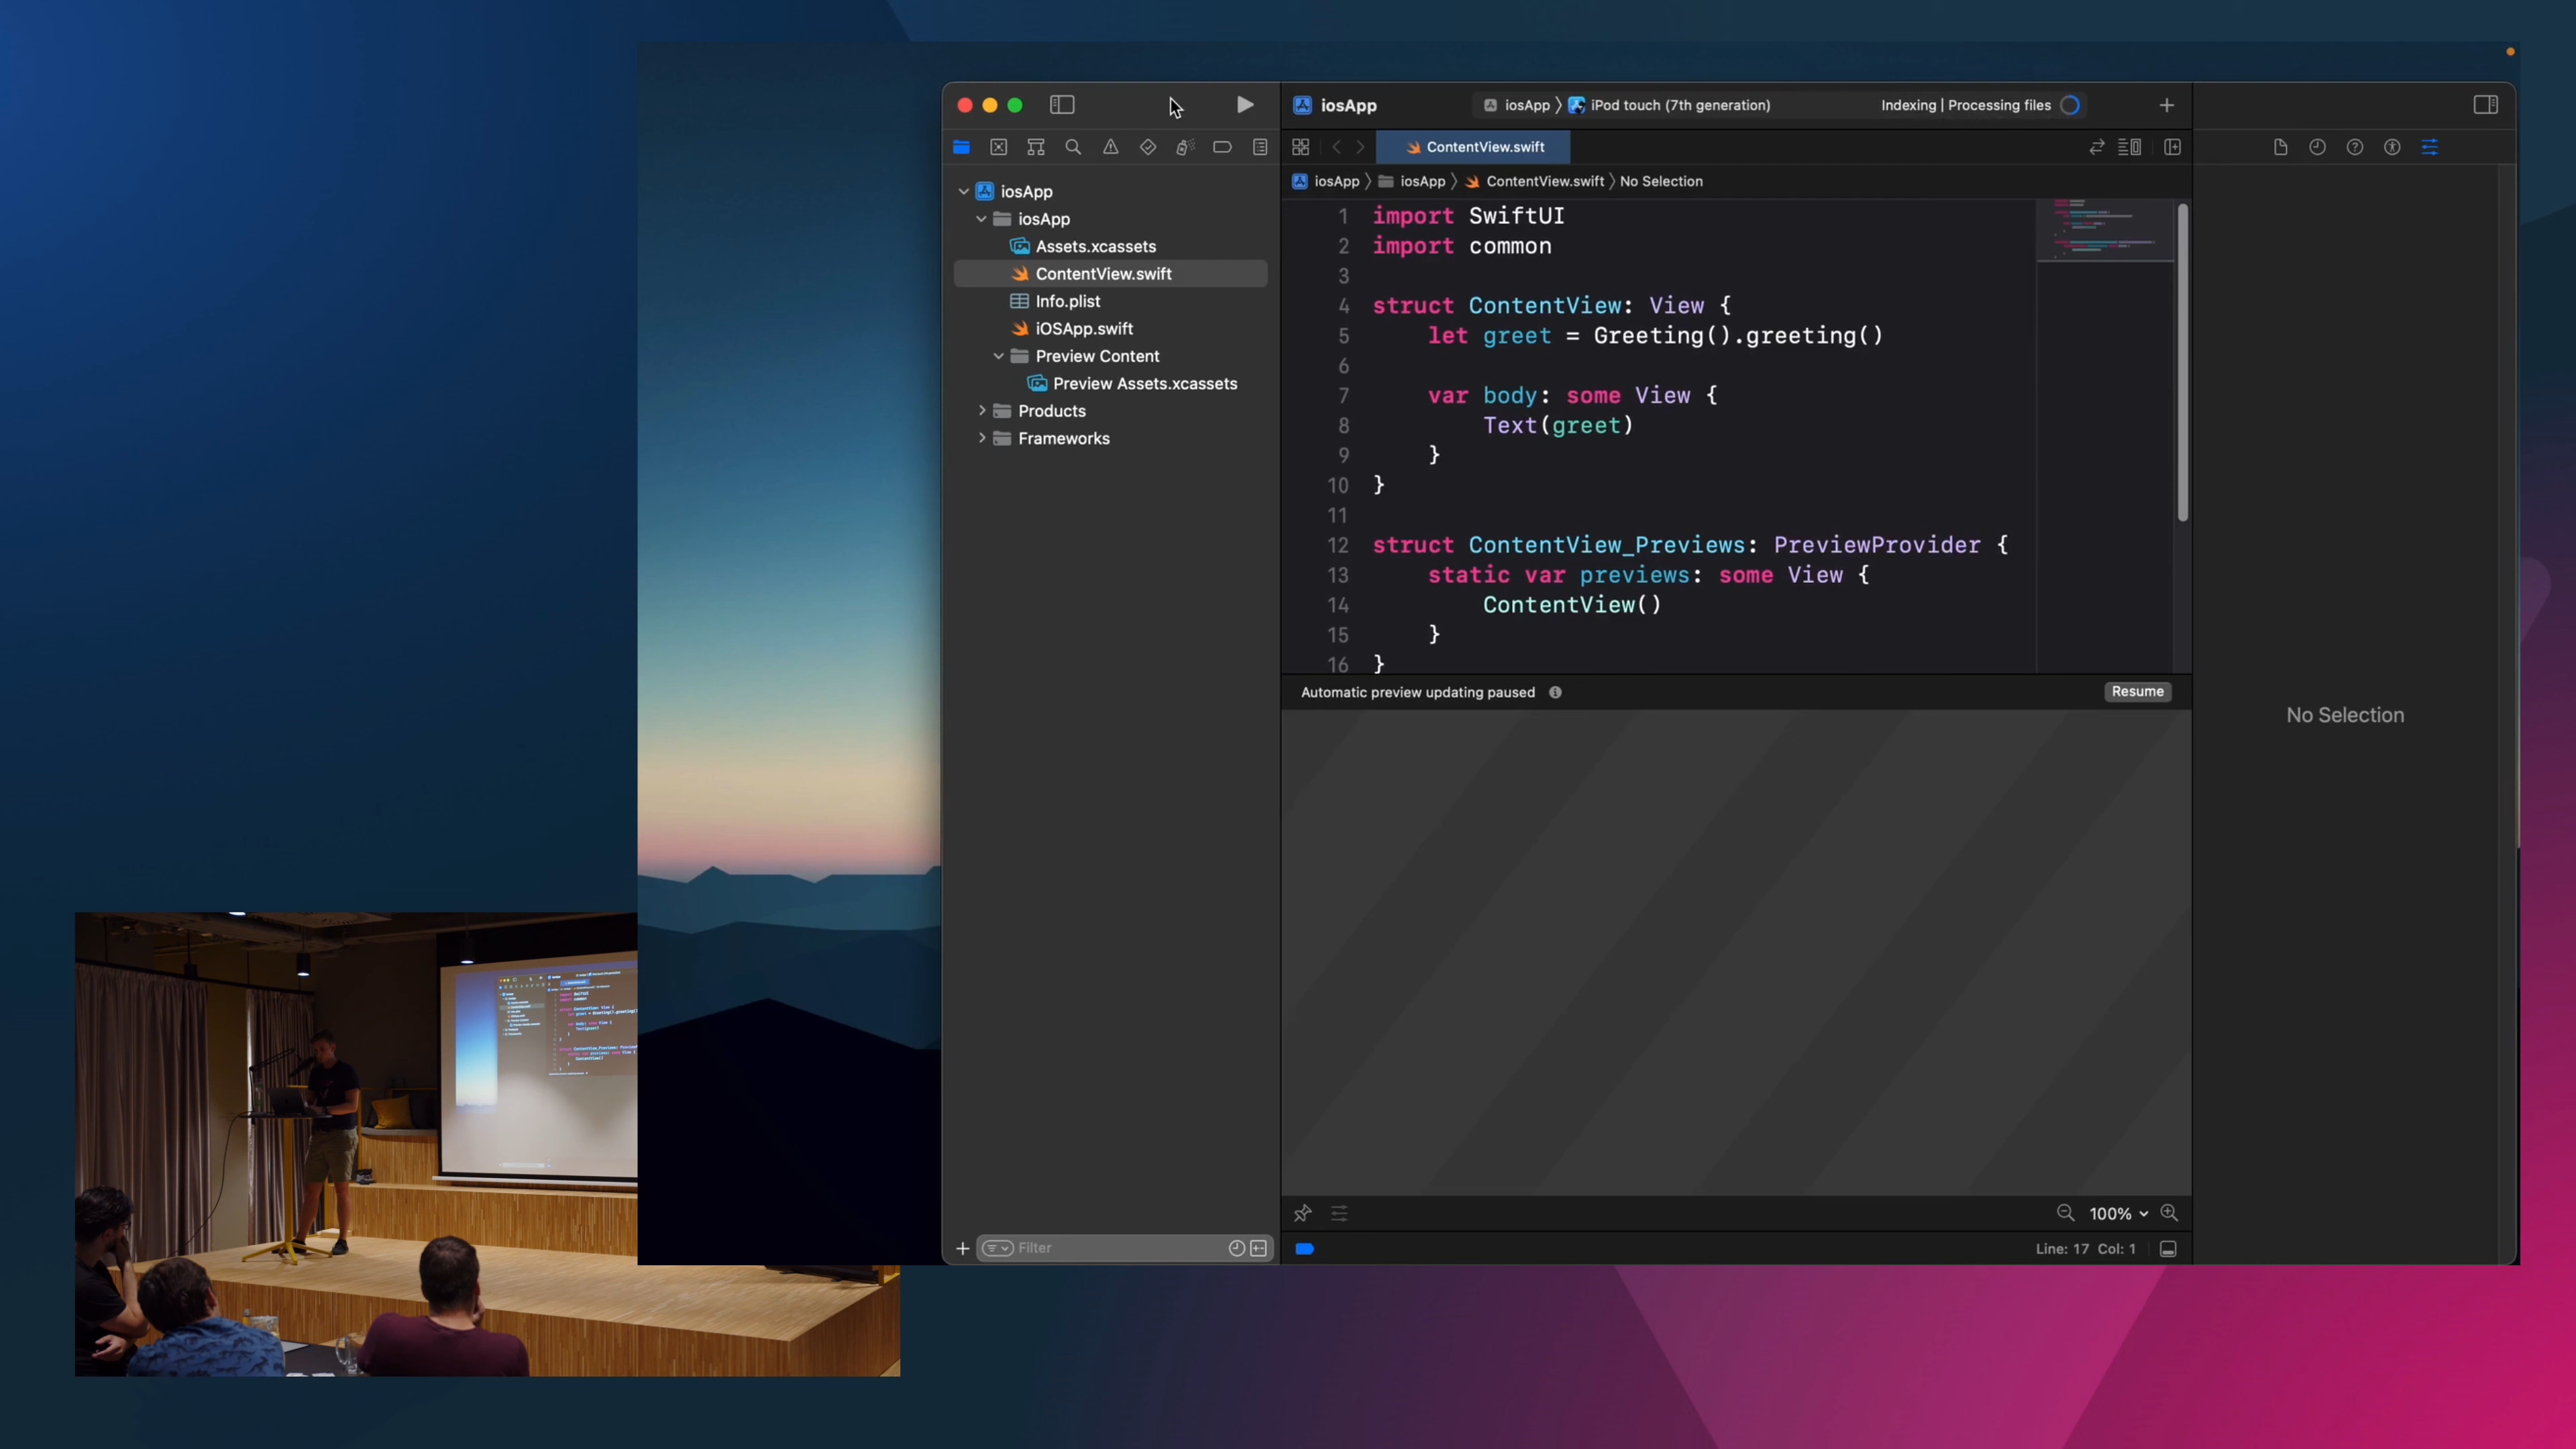 iosApp
iosApp 〉 iPod touch (7th generation)
Indexing | Processing files
ContentView.swift
iosApp 〉 iosApp 〉 ContentView.swift 〉 No Selection
iosApp
iosApp
Assets.xcassets
ContentView.swift
Info.plist
iOSApp.swift
Preview Content
Preview Assets.xcassets
Products
Frameworks
1 import SwiftUI
2 import common
3
4 struct ContentView: View {
5 let greet = Greeting().greeting()
6
7 var body: some View {
8 Text(greet)
9 }
10 }
11
12 struct ContentView_Previews: PreviewProvider {
13 static var previews: some View {
14 ContentView()
15 }
16 }
Automatic preview updating paused
Resume
No Selection
100%
Filter
Line: 17 Col: 1